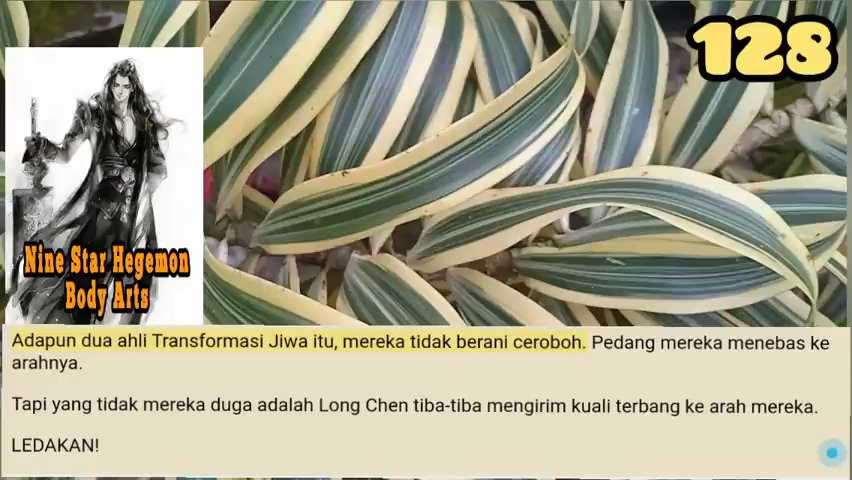 128
Nine Star Hegemon
Body Arts
Adapun dua ahli Transformasi Jiwa itu, mereka tidak berani ceroboh. Pedang mereka menebas ke
arahnya.
Tapi yang tidak mereka duga adalah Long Chen tiba-tiba mengirim kuali terbang ke arah mereka.
LEDAKAN!